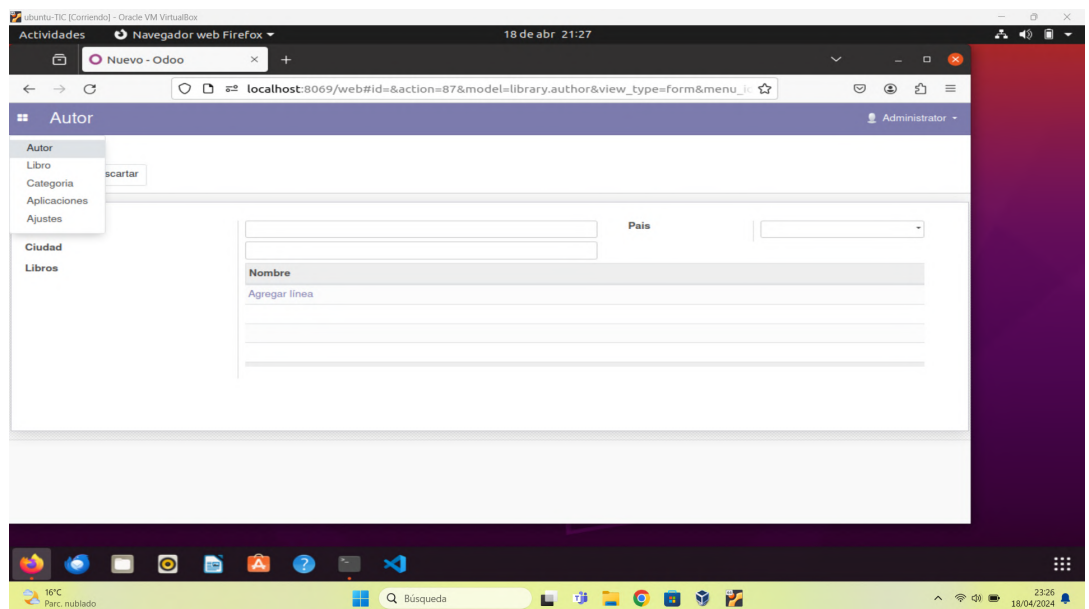 ubuntu-TIC [Corriendo] - Oracle VM VirtualBox
Actividades Navegador web Firefox 18 de abr 21:27
Nuevo - Odoo
localhost:8069/web#id=&action=87&model=library.author&view_type=form&menu_i
Autor Administrator
Autor
Libro
Categoria
Aplicaciones
Ajustes
scartar
Pais
Ciudad
Libros
Nombre
Agregar línea
16°C
Parc. nublado
Búsqueda
23:26
18/04/2024